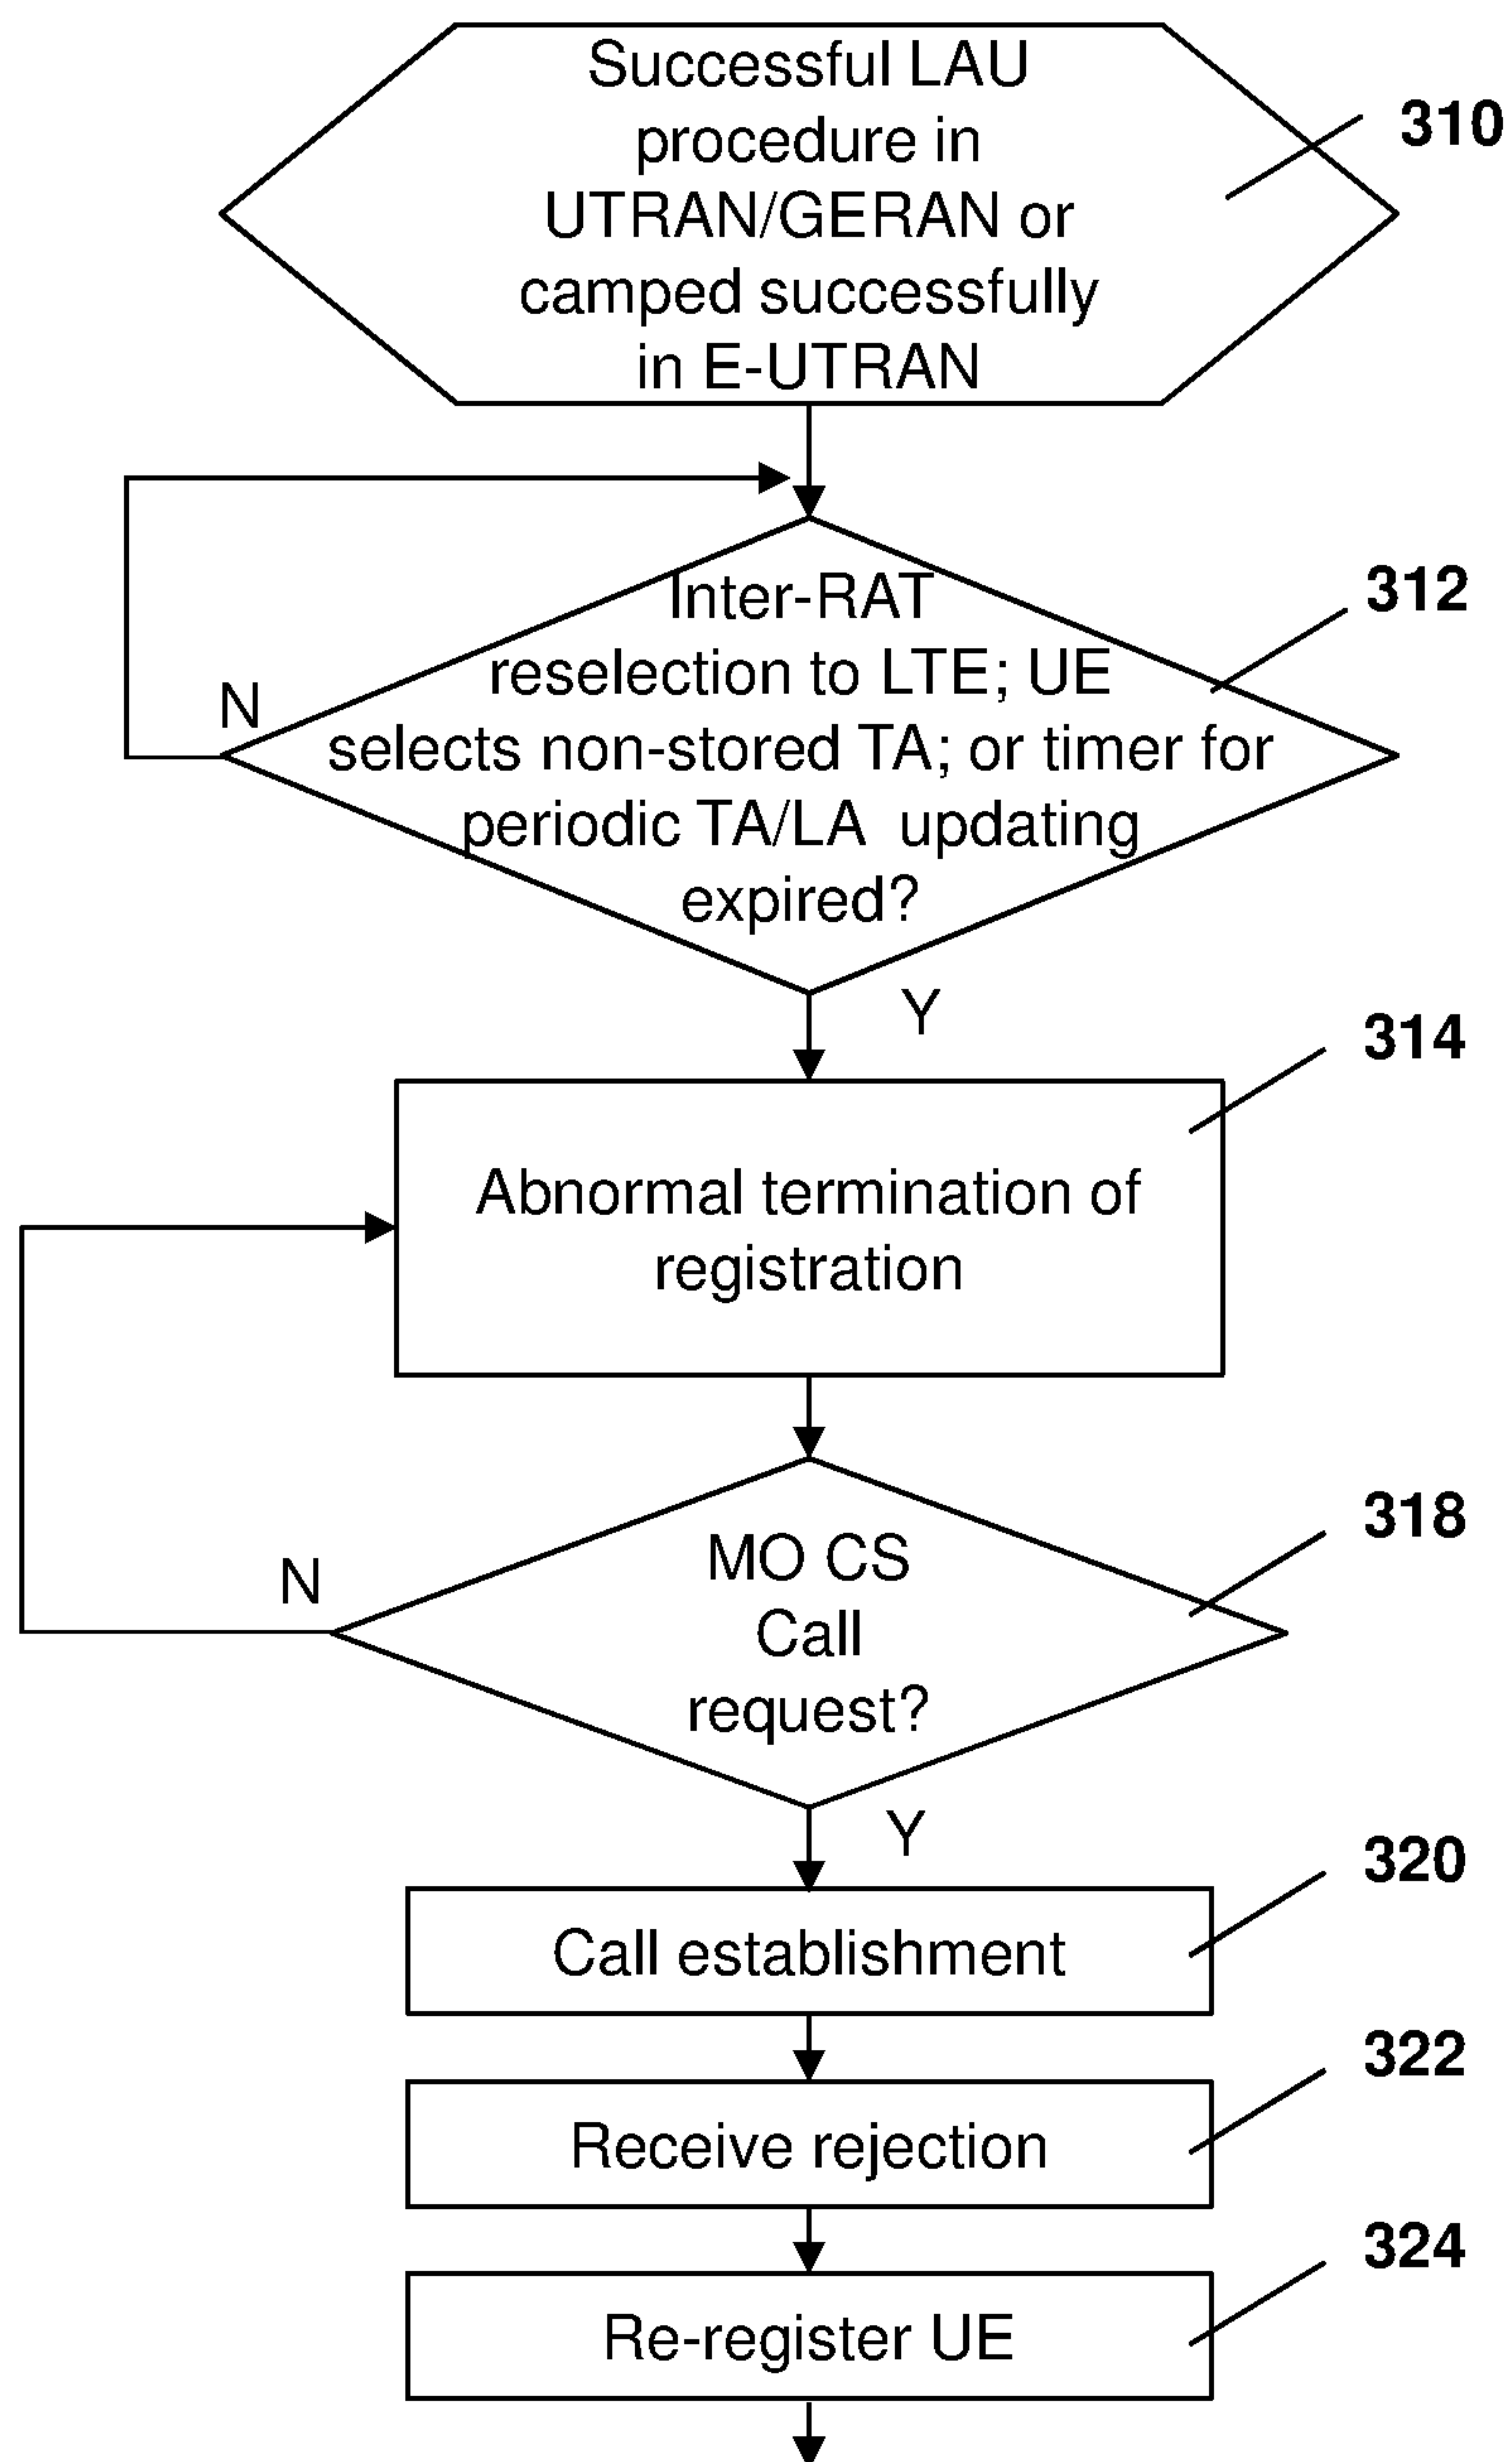 Successful LAU
procedure in
UTRAN/GERAN or
camped successfully
in E-UTRAN
310
Inter-RAT
reselection to LTE; UE
selects non-stored TA; or timer for
periodic TA/LA updating
expired?
312
N
Y
314
Abnormal termination of
registration
318
MO CS
Call
request?
N
Y
320
Call establishment
322
Receive rejection
324
Re-register UE